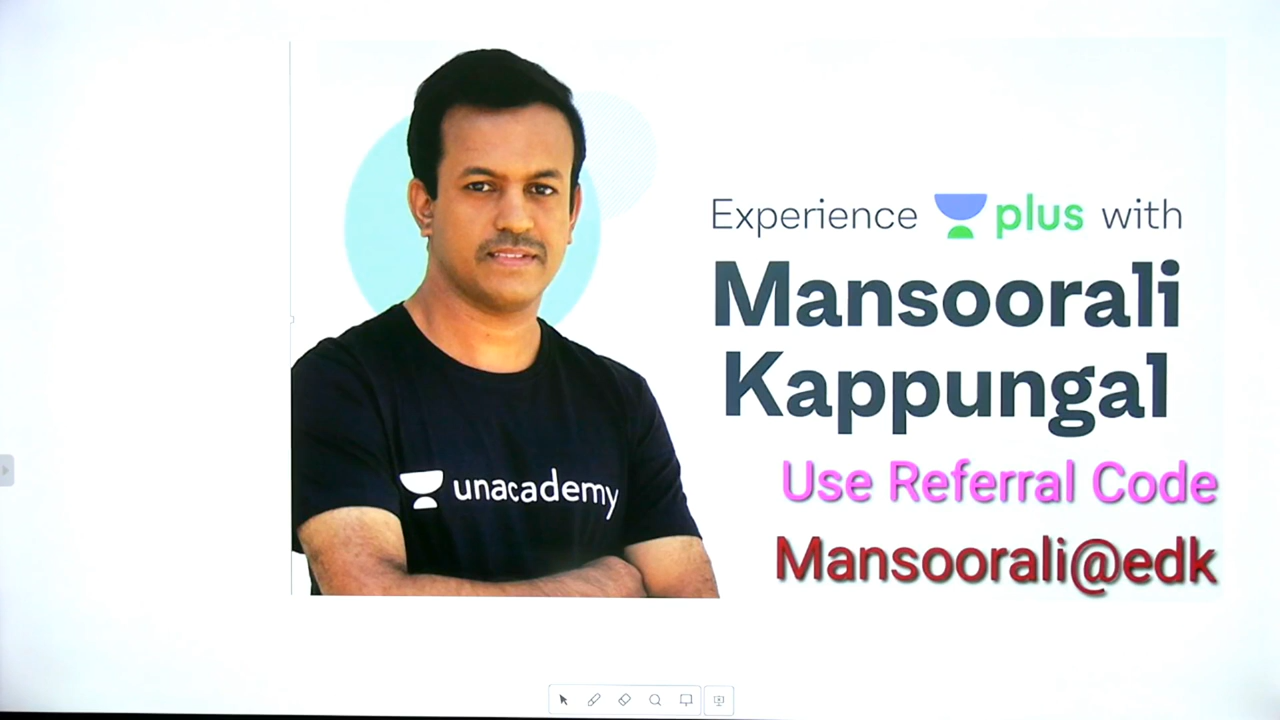 Experience plus with
Mansoorali
Kappungal
Use Referral Code
Mansoorali@edk
unacademy